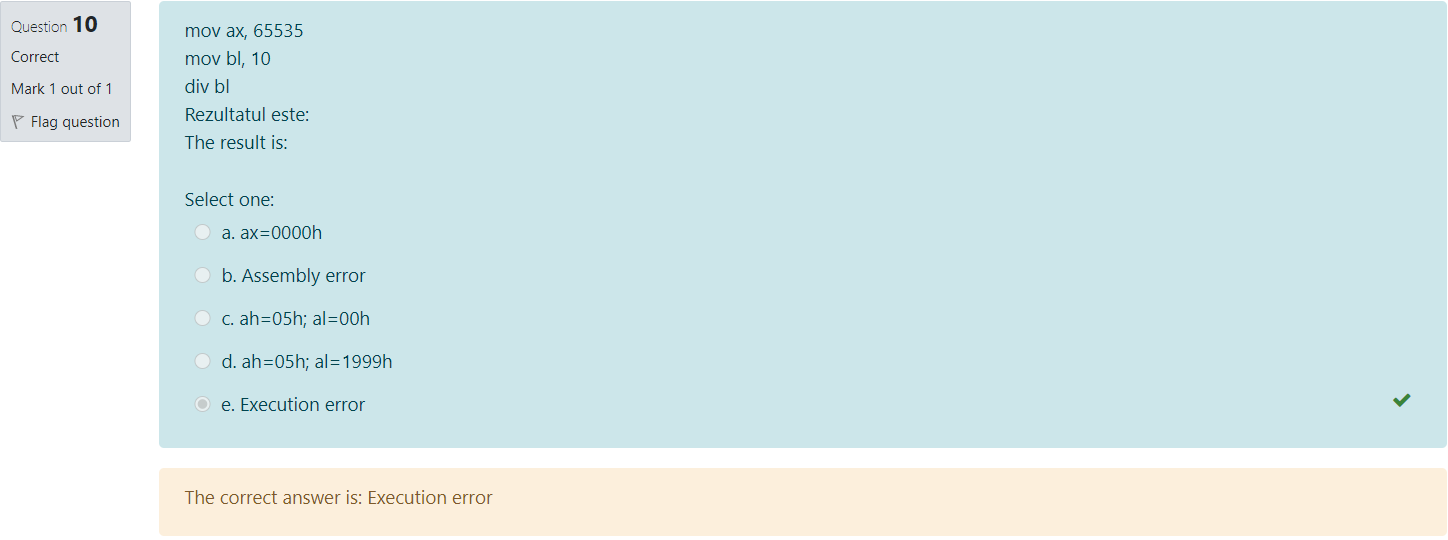 Question 10
Correct
Mark 1 out of 1
Flag question
mov ax, 65535
mov bl, 10
div bl
Rezultatul este:
The result is:
Select one:
a. ax=0000h
b. Assembly error
c. ah=05h; al=00h
d. ah=05h; al=1999h
e. Execution error
The correct answer is: Execution error